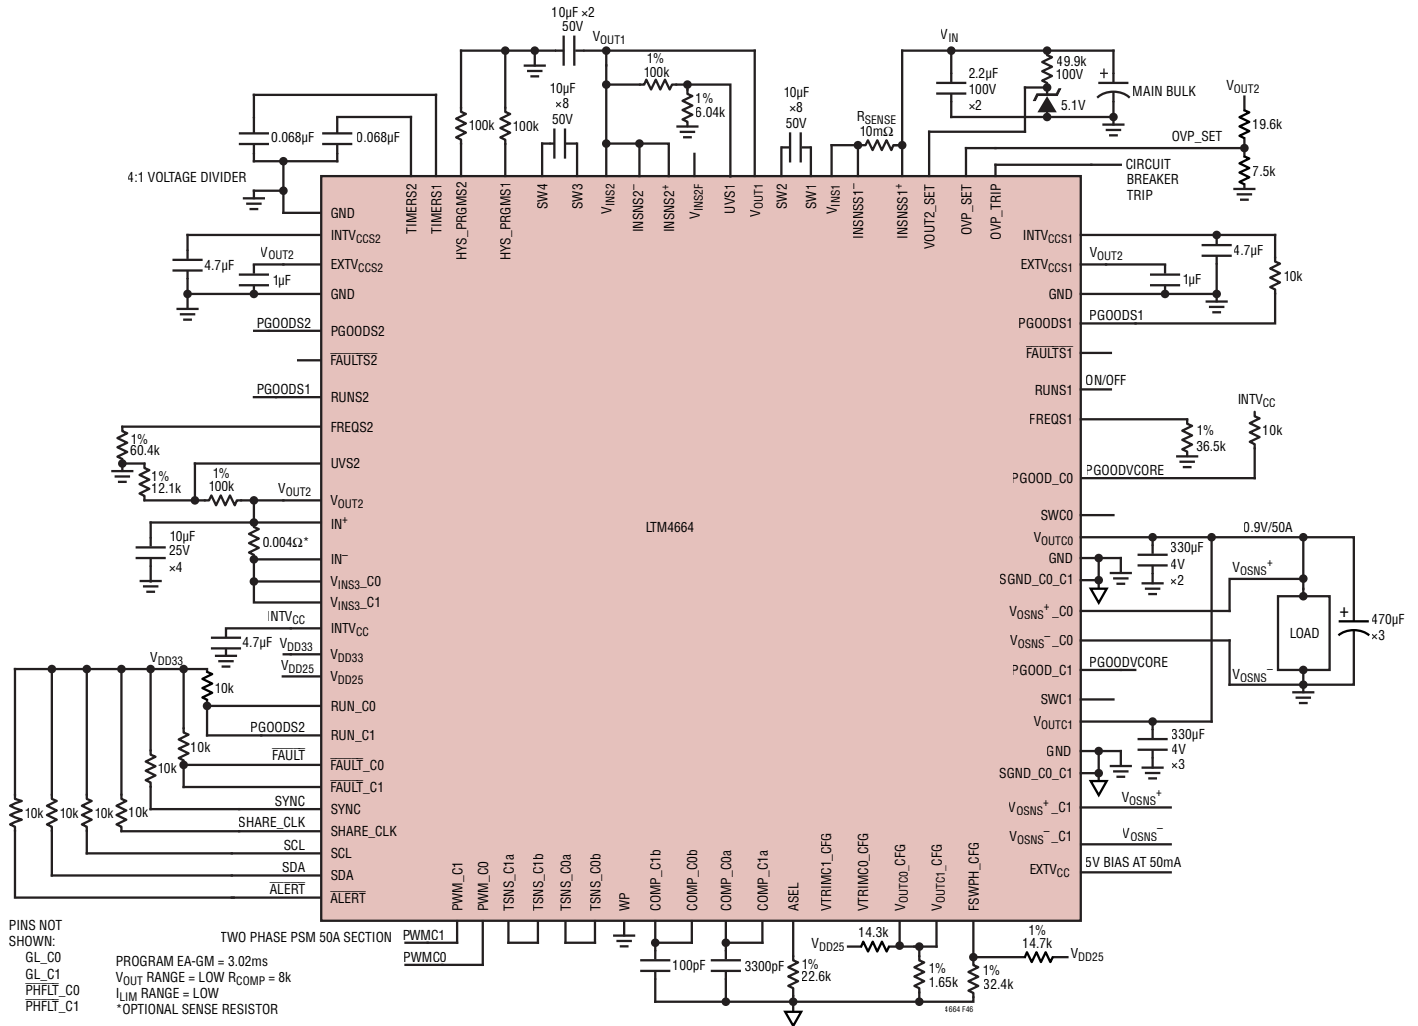 10µF ×2
50V
VOUT1
1%
100k
1%
6.04k
10µF
×8
50V
100k
100k
10µF
×8
50V
RSENSE
10mΩ
VIN
2.2µF
100V
×2
49.9k
100V
5.1V
+
MAIN BULK
VOUT2
19.6k
OVP_SET
7.5k
CIRCUIT
BREAKER
TRIP
0.068µF
0.068µF
4:1 VOLTAGE DIVIDER
TIMERS2
TIMERS1
HYS_PRGMS2
HYS_PRGMS1
SW4
SW3
VINS2
INSNS2–
INSNS2+
VINS2F
UVS1
VOUT1
SW2
SW1
VINS1
INSNSS1–
INSNSS1+
VOUT2_SET
OVP_SET
OVP_TRIP
GND
INTVCCS2
4.7µF
VOUT2
EXTVCCS2
1µF
GND
PGOODS2
PGOODS2
FAULTS2
PGOODS1
RUNS2
FREQS2
1%
60.4k
UVS2
1%
12.1k
1%
100k
VOUT2
VOUT2
IN+
10µF
25V
×4
0.004Ω*
IN–
VINS3_C0
VINS3_C1
INTVCC
INTVCC
4.7µF
VDD33
VDD33
VDD25
VDD25
VDD33
10k
RUN_C0
PGOODS2
RUN_C1
10k
FAULT
FAULT_C0
10k
FAULT_C1
SYNC
SYNC
10k
10k
10k
10k
SHARE_CLK
SHARE_CLK
SCL
SCL
SDA
SDA
ALERT
ALERT
LTM4664
INTVCCS1
4.7µF
VOUT2
EXTVCCS1
1µF
10k
GND
PGOODS1
PGOODS1
FAULTS1
ON/OFF
RUNS1
FREQS1
1%
36.5k
INTVCC
10k
PGOODVCORE
PGOOD_C0
SWC0
VOUTC0
0.9V/50A
GND
330µF
4V
×2
SGND_C0_C1
VOSNS+
VOSNS+_C0
LOAD
+
470µF
×3
VOSNS–_C0
VOSNS–
PGOODVCORE
PGOOD_C1
SWC1
VOUTC1
330µF
4V
×3
GND
SGND_C0_C1
VOSNS+
VOSNS+_C1
VOSNS–
VOSNS–_C1
5V BIAS AT 50mA
EXTVCC
PWM_C1
PWM_C0
TSNS_C1a
TSNS_C1b
TSNS_C0a
TSNS_C0b
WP
COMP_C1b
COMP_C0b
COMP_C0a
COMP_C1a
ASEL
VTRIMC1_CFG
VTRIMC0_CFG
VOUTC0_CFG
VOUTC1_CFG
FSWPH_CFG
TWO PHASE PSM 50A SECTION
PWMC1
PWMC0
100pF
3300pF
1%
22.6k
VDD25
14.3k
1%
1.65k
1%
32.4k
1%
14.7k
VDD25
4664 F46
PINS NOT
SHOWN:
GL_C0
GL_C1
PHFLT_C0
PHFLT_C1
PROGRAM EA-GM = 3.02ms
VOUT RANGE = LOW RCOMP = 8k
ILIM RANGE = LOW
*OPTIONAL SENSE RESISTOR